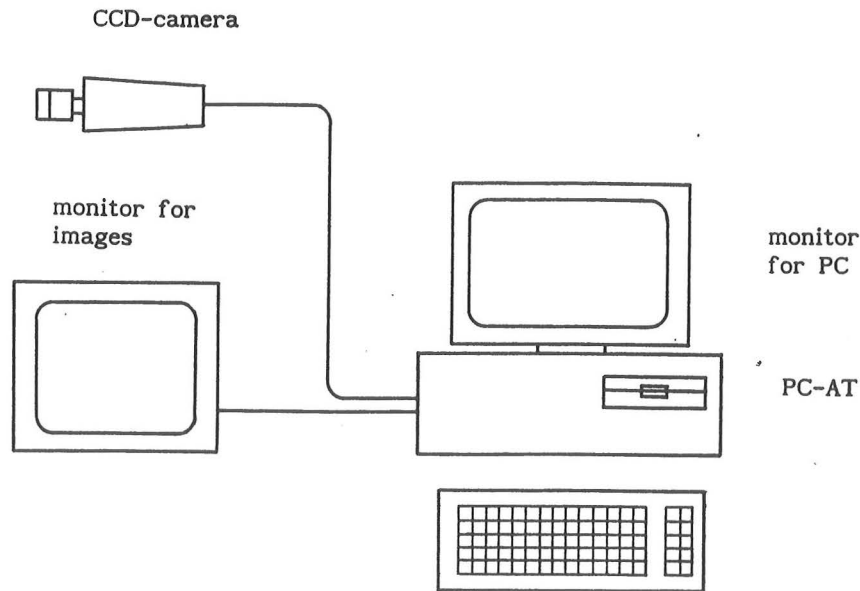 CCD-camera
monitor for
images
monitor
for PC
PC-AT